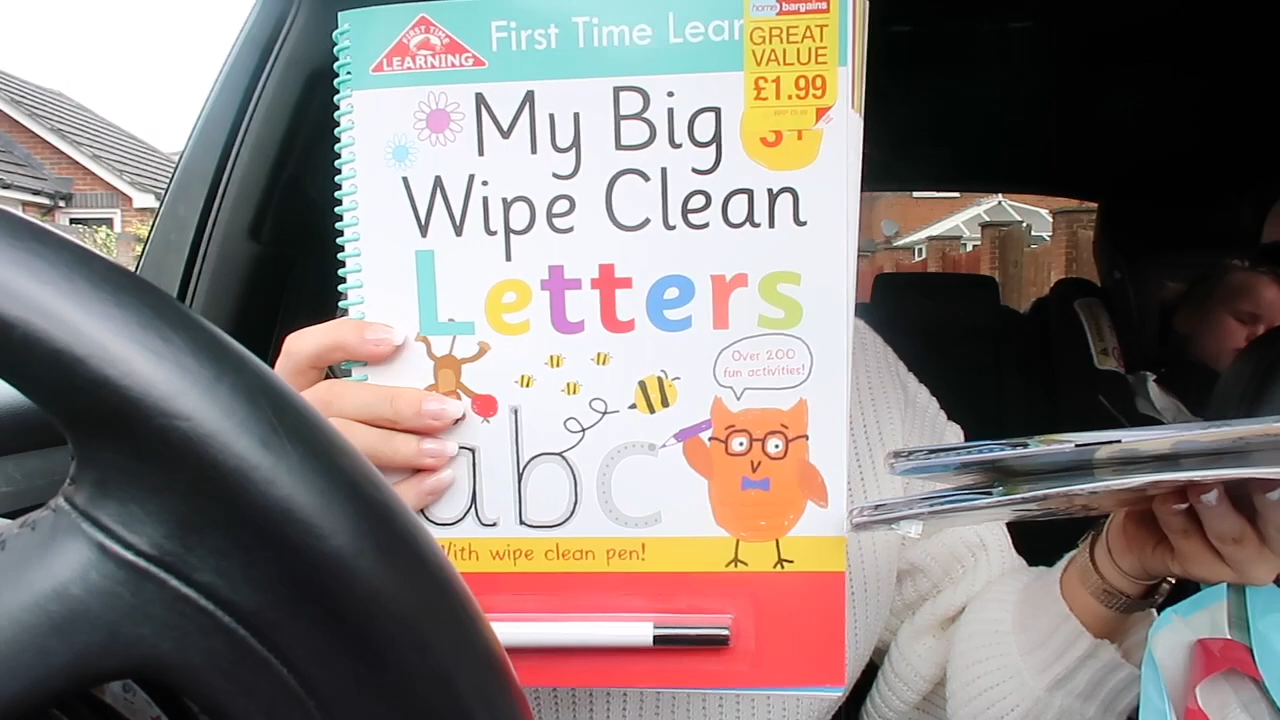 home bargains
GREAT
VALUE
£1.99
FIRST TIME
LEARNING
First Time Lear
3+
My Big
Wipe Clean
Letters
Over 200
fun activities!
abc
With wipe clean pen!